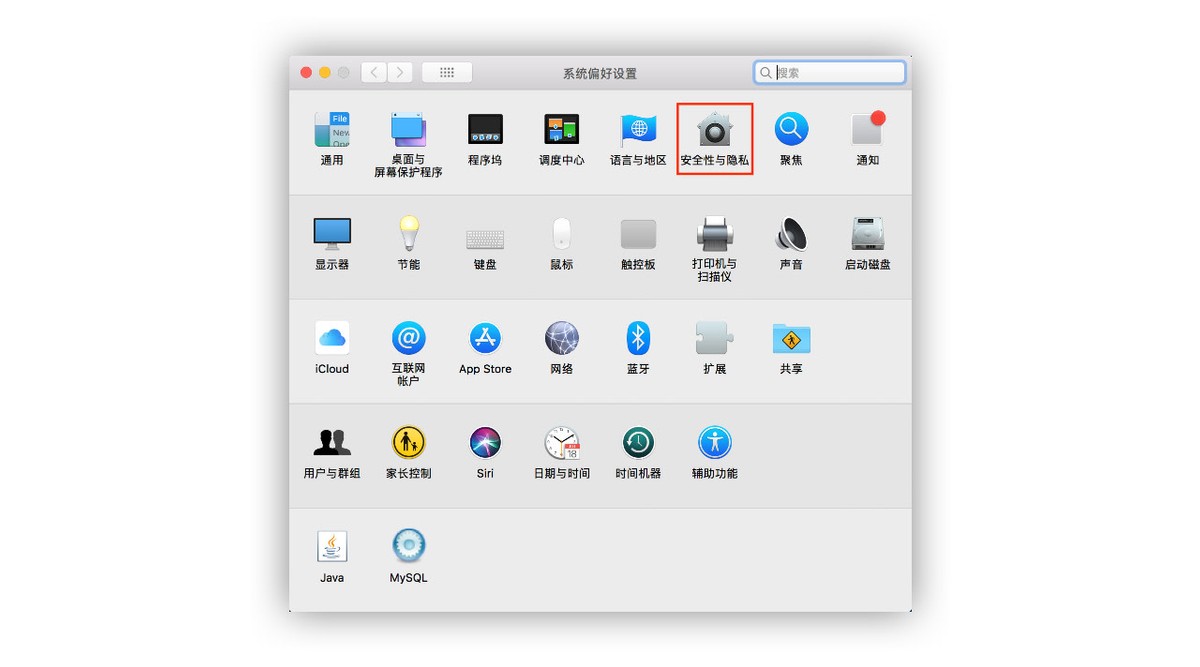 系统偏好设置
搜索
File
New
Ope
通用
桌面与
屏幕保护程序
程序坞
调度中心
语言与地区
安全性与隐私
聚焦
通知
显示器
节能
键盘
鼠标
触控板
打印机与
扫描仪
声音
启动磁盘
iCloud
互联网
帐户
App Store
网络
蓝牙
扩展
共享
用户与群组
家长控制
Siri
18
日期与时间
时间机器
辅助功能
Java
MySQL